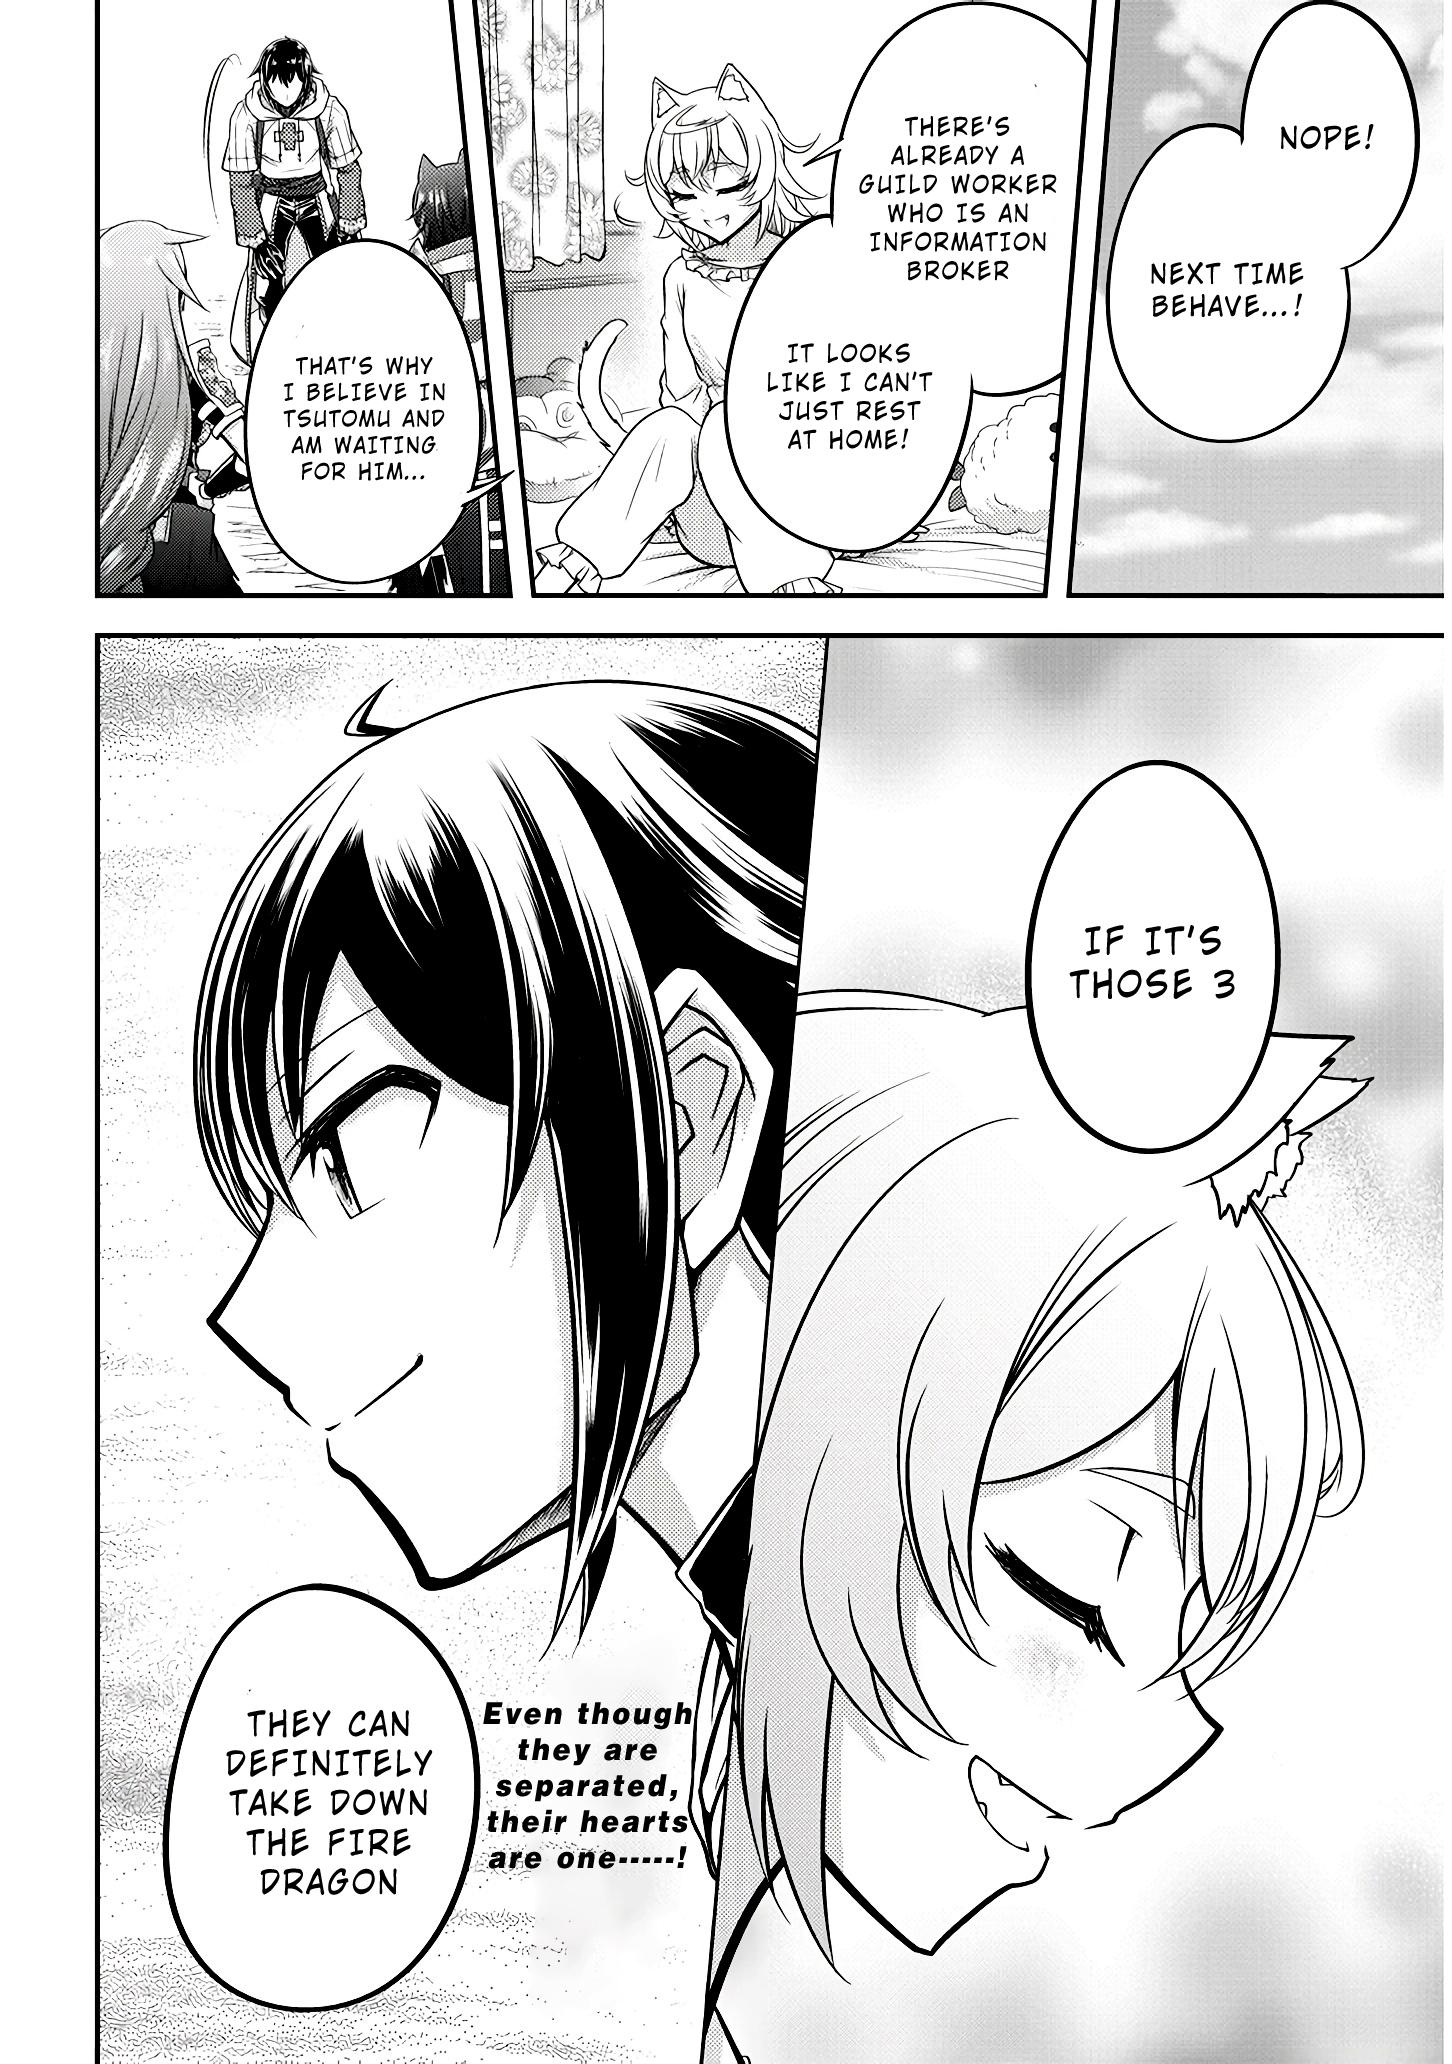 NOPE!
NEXT TIME
BEHAVE...!
THERE'S
ALREADY A
GUILD WORKER
WHO IS AN
INFORMATION
BROKER
IT LOOKS
LIKE I CAN'T
JUST REST
AT HOME!
THAT'S WHY
I BELIEVE IN
TSUTOMU AND
AM WAITING
FOR HIM...
IF IT'S
THOSE 3
THEY CAN
DEFINITELY
TAKE DOWN
THE FIRE
DRAGON
Even though
they are
separated,
their hearts
are one-----!